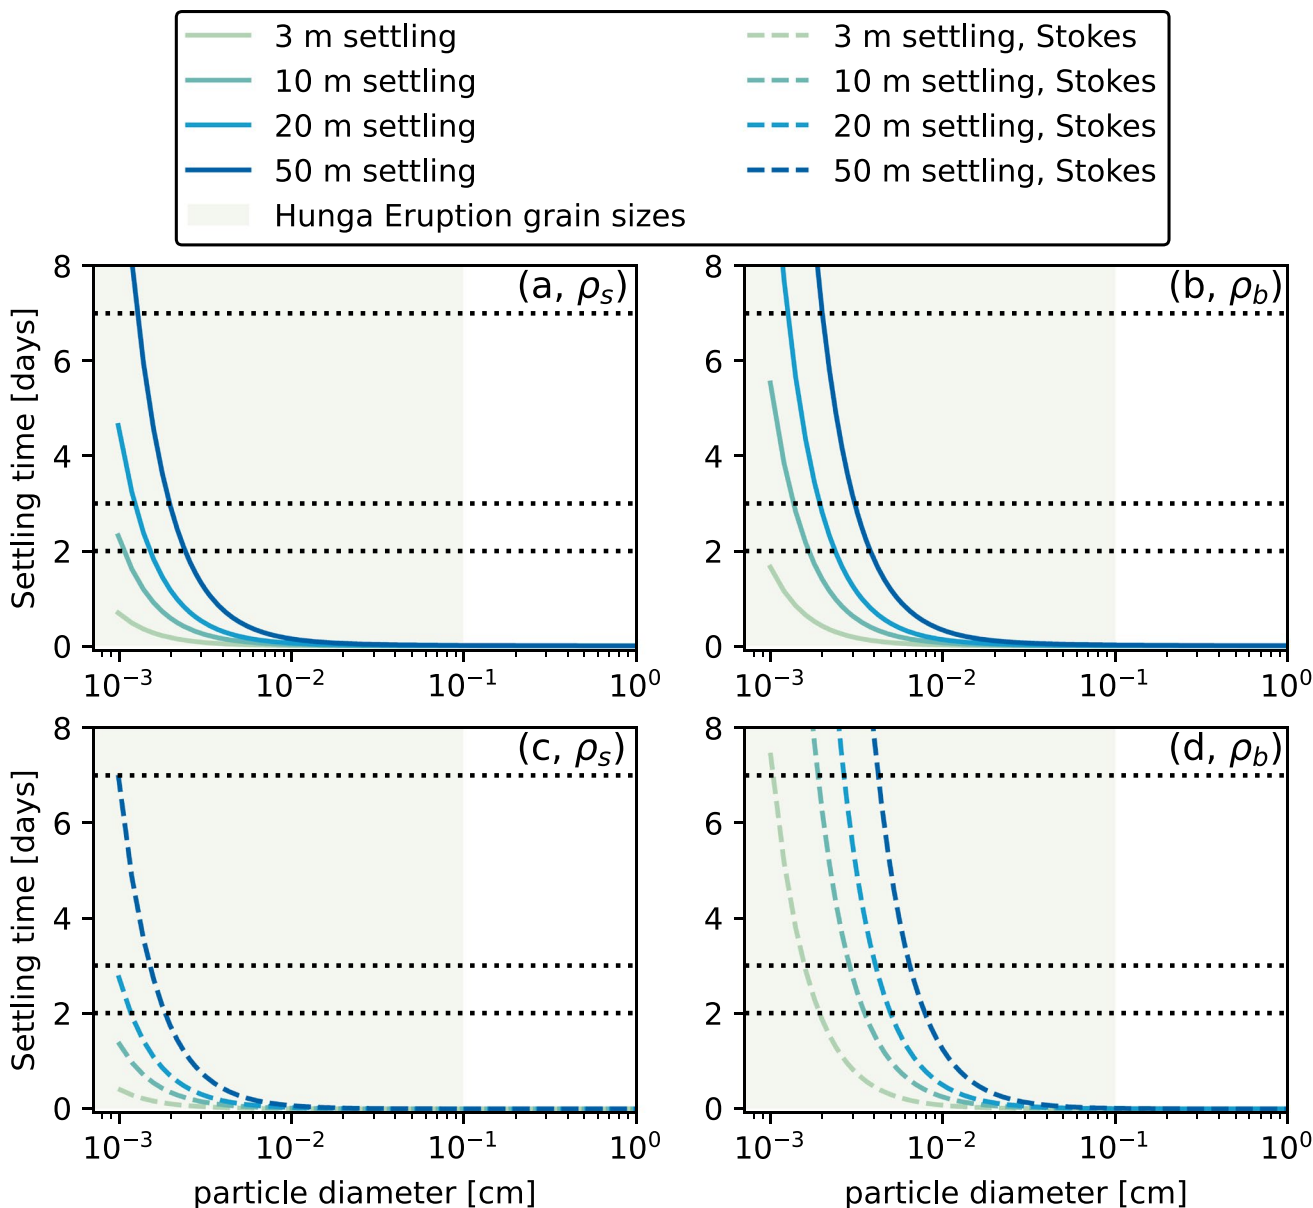 3 m settling
10 m settling
20 m settling
50 m settling
Hunga Eruption grain sizes
3 m settling, Stokes
10 m settling, Stokes
20 m settling, Stokes
50 m settling, Stokes
(a, ρₛ)
Settling time [days]
8
6
4
2
0
10⁻³
10⁻²
10⁻¹
10⁰
(b, ρ_b)
8
6
4
2
0
10⁻³
10⁻²
10⁻¹
10⁰
(c, ρₛ)
Settling time [days]
8
6
4
2
0
10⁻³
10⁻²
10⁻¹
10⁰
particle diameter [cm]
(d, ρ_b)
8
6
4
2
0
10⁻³
10⁻²
10⁻¹
10⁰
particle diameter [cm]